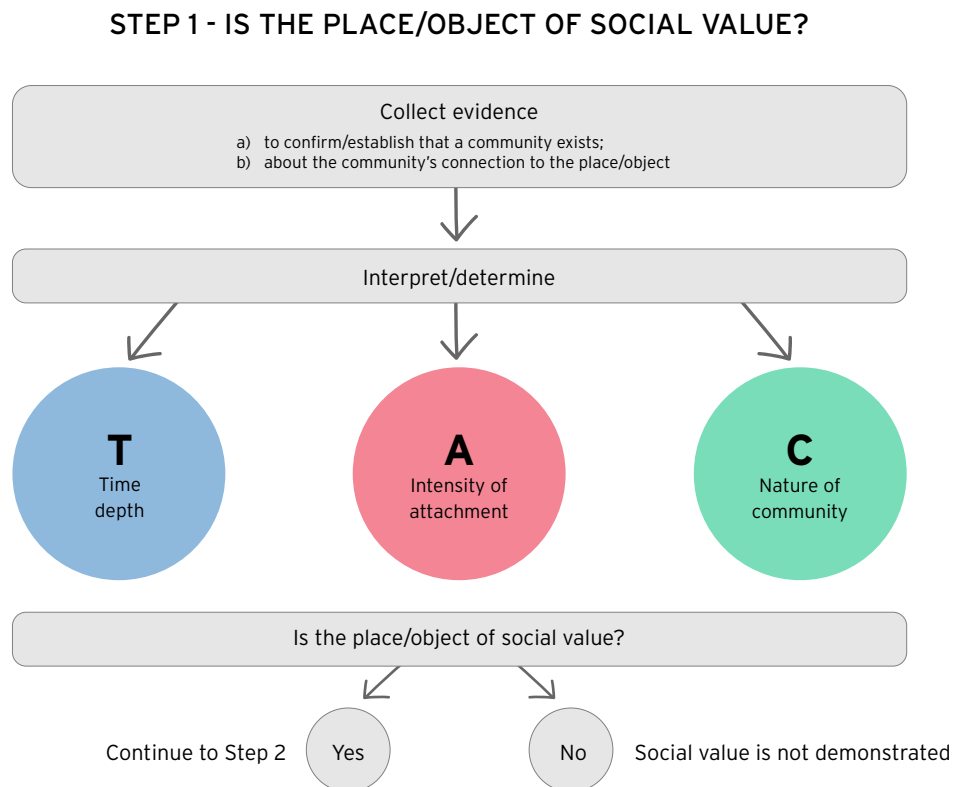 STEP 1 - IS THE PLACE/OBJECT OF SOCIAL VALUE?
Collect evidence
a) to confirm/establish that a community exists;
b) about the community’s connection to the place/object
Interpret/determine
T
Time
depth
A
Intensity of
attachment
C
Nature of
community
Is the place/object of social value?
Continue to Step 2
Yes
No
Social value is not demonstrated